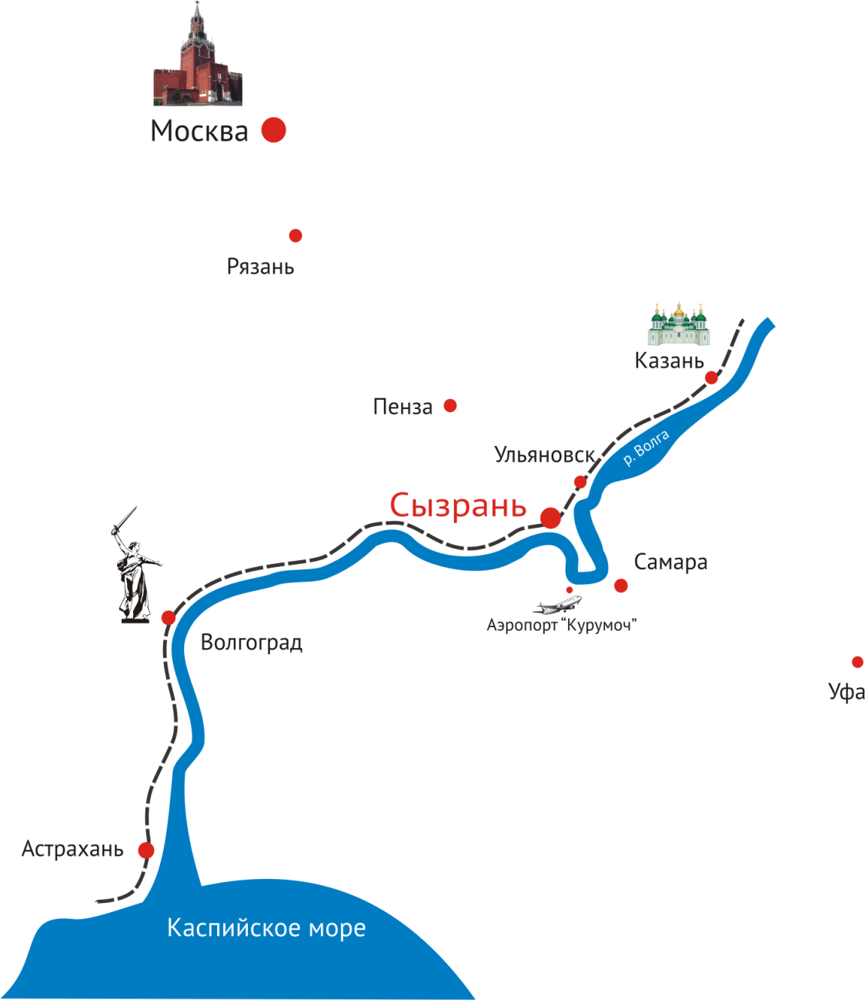 Москва
Рязань
Казань
Пенза
р. Волга
Ульяновск
Сызрань
Самара
Аэропорт “Курумоч”
Волгоград
Уфа
Астрахань
Каспийское море